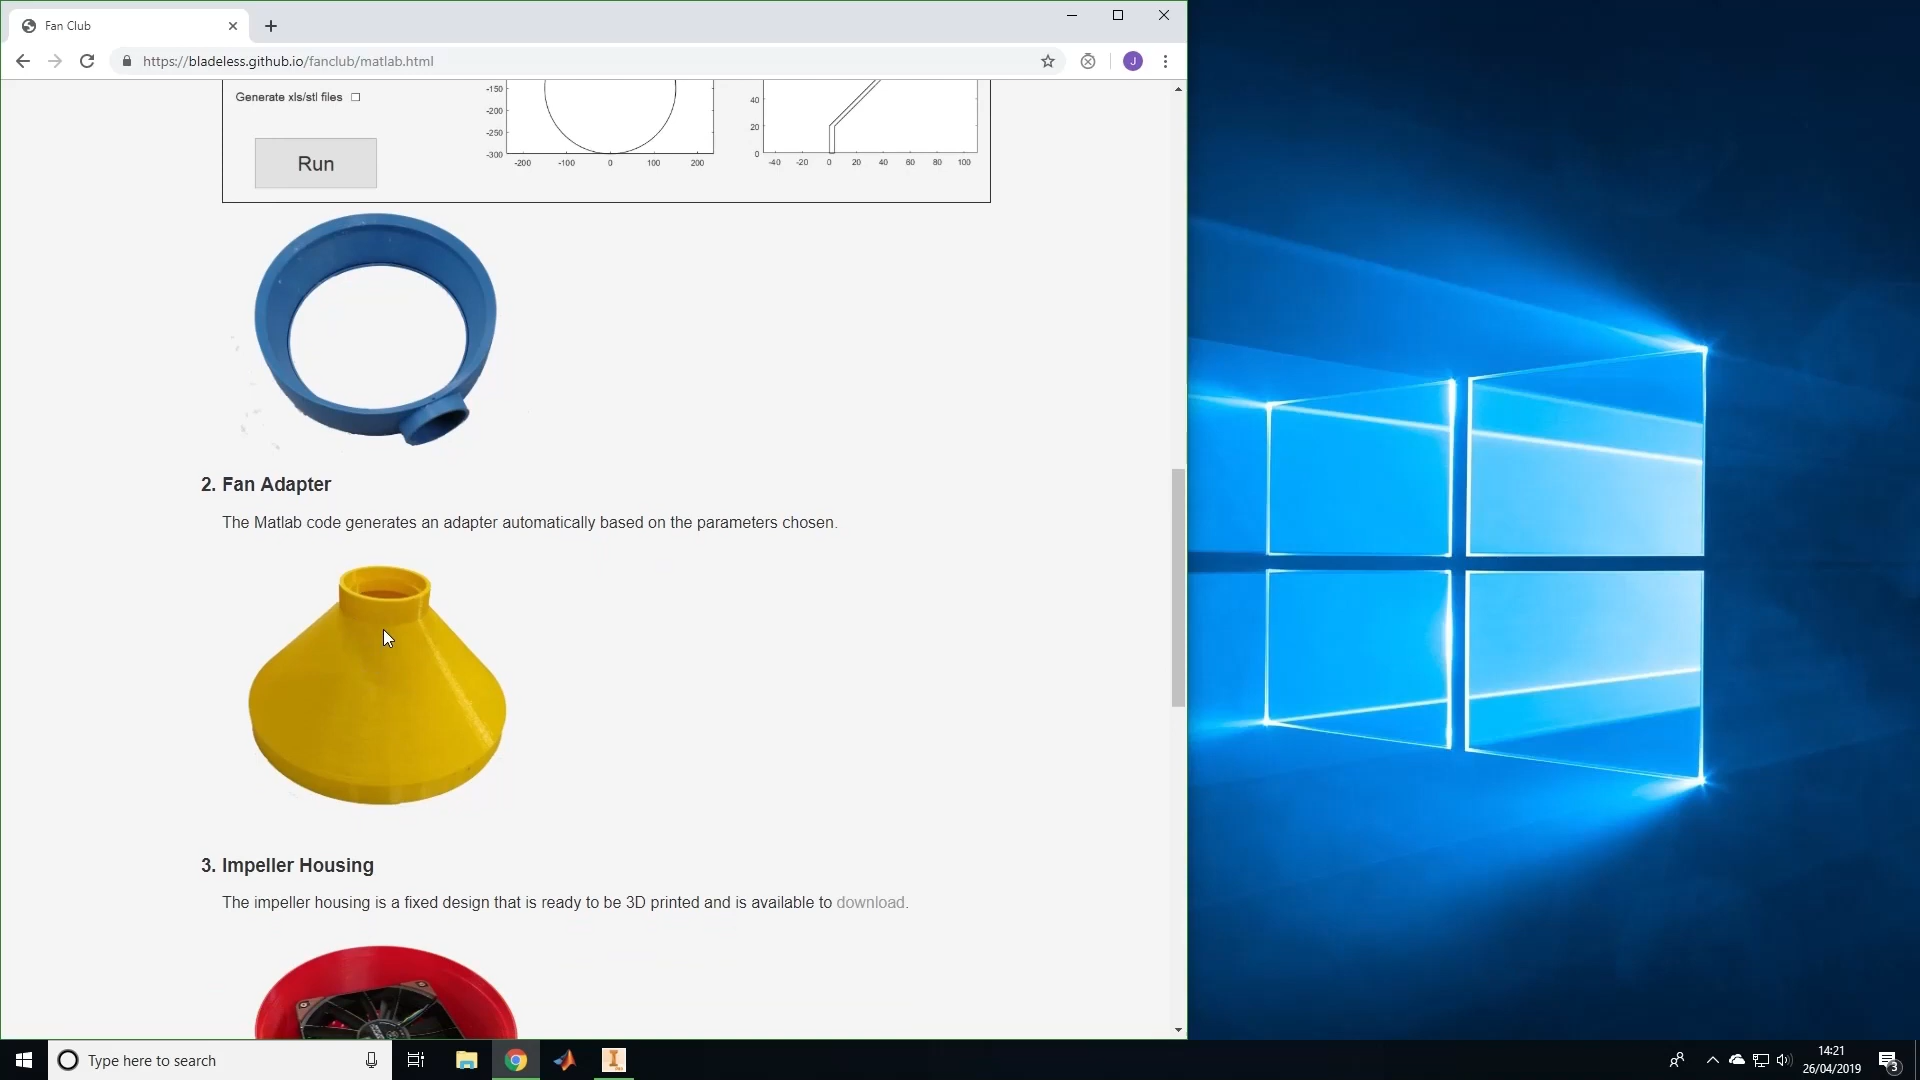 Fan Club
https://bladeless.github.io/fanclub/matlab.html
J
Generate xls/stl files
Run
-150
-200
-250
-300
-200 -100 0 100 200
40
20
0
-40 -20 0 20 40 60 80 100
2. Fan Adapter
The Matlab code generates an adapter automatically based on the parameters chosen.
3. Impeller Housing
The impeller housing is a fixed design that is ready to be 3D printed and is available to download.
Type here to search
14:21
26/04/2019
3